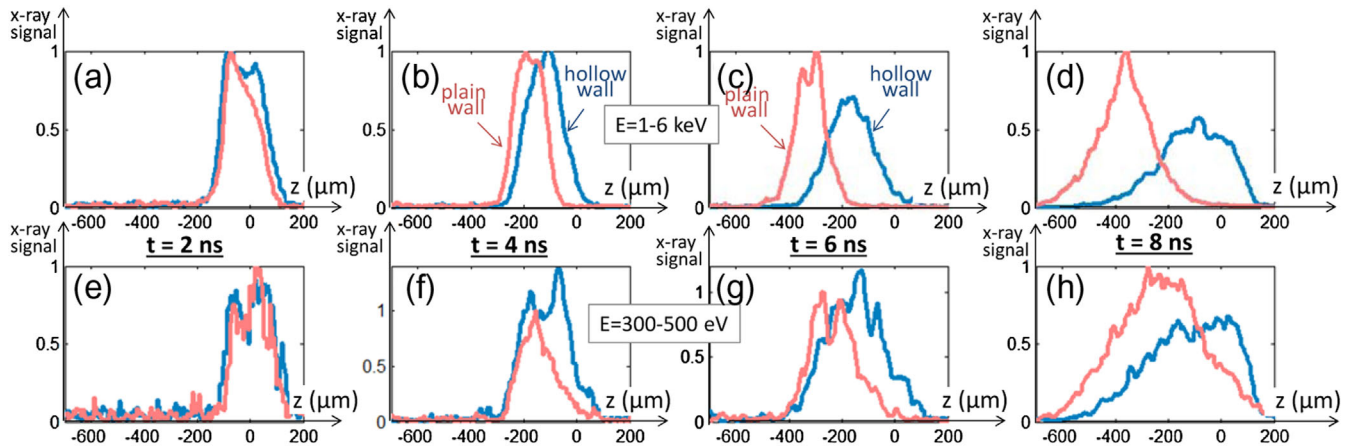 x-ray signal
x-ray signal
x-ray signal
x-ray signal
(a)
(b)
(c)
(d)
plain wall
hollow wall
plain wall
hollow wall
E=1-6 keV
1
0.5
0
1
0.5
0
1
0.5
0
1
0.5
0
z (μm)
z (μm)
z (μm)
z (μm)
-600 -400 -200 0 200
-600 -400 -200 0 200
-600 -400 -200 0 200
-600 -400 -200 0 200
x-ray signal
t = 2 ns
x-ray signal
t = 4 ns
x-ray signal
t = 6 ns
x-ray signal
t = 8 ns
(e)
(f)
(g)
(h)
E=300-500 eV
1
0.5
0
1
0.5
0
1
0.5
0
1
0.5
0
z (μm)
z (μm)
z (μm)
z (μm)
-600 -400 -200 0 200
-600 -400 -200 0 200
-600 -400 -200 0 200
-600 -400 -200 0 200